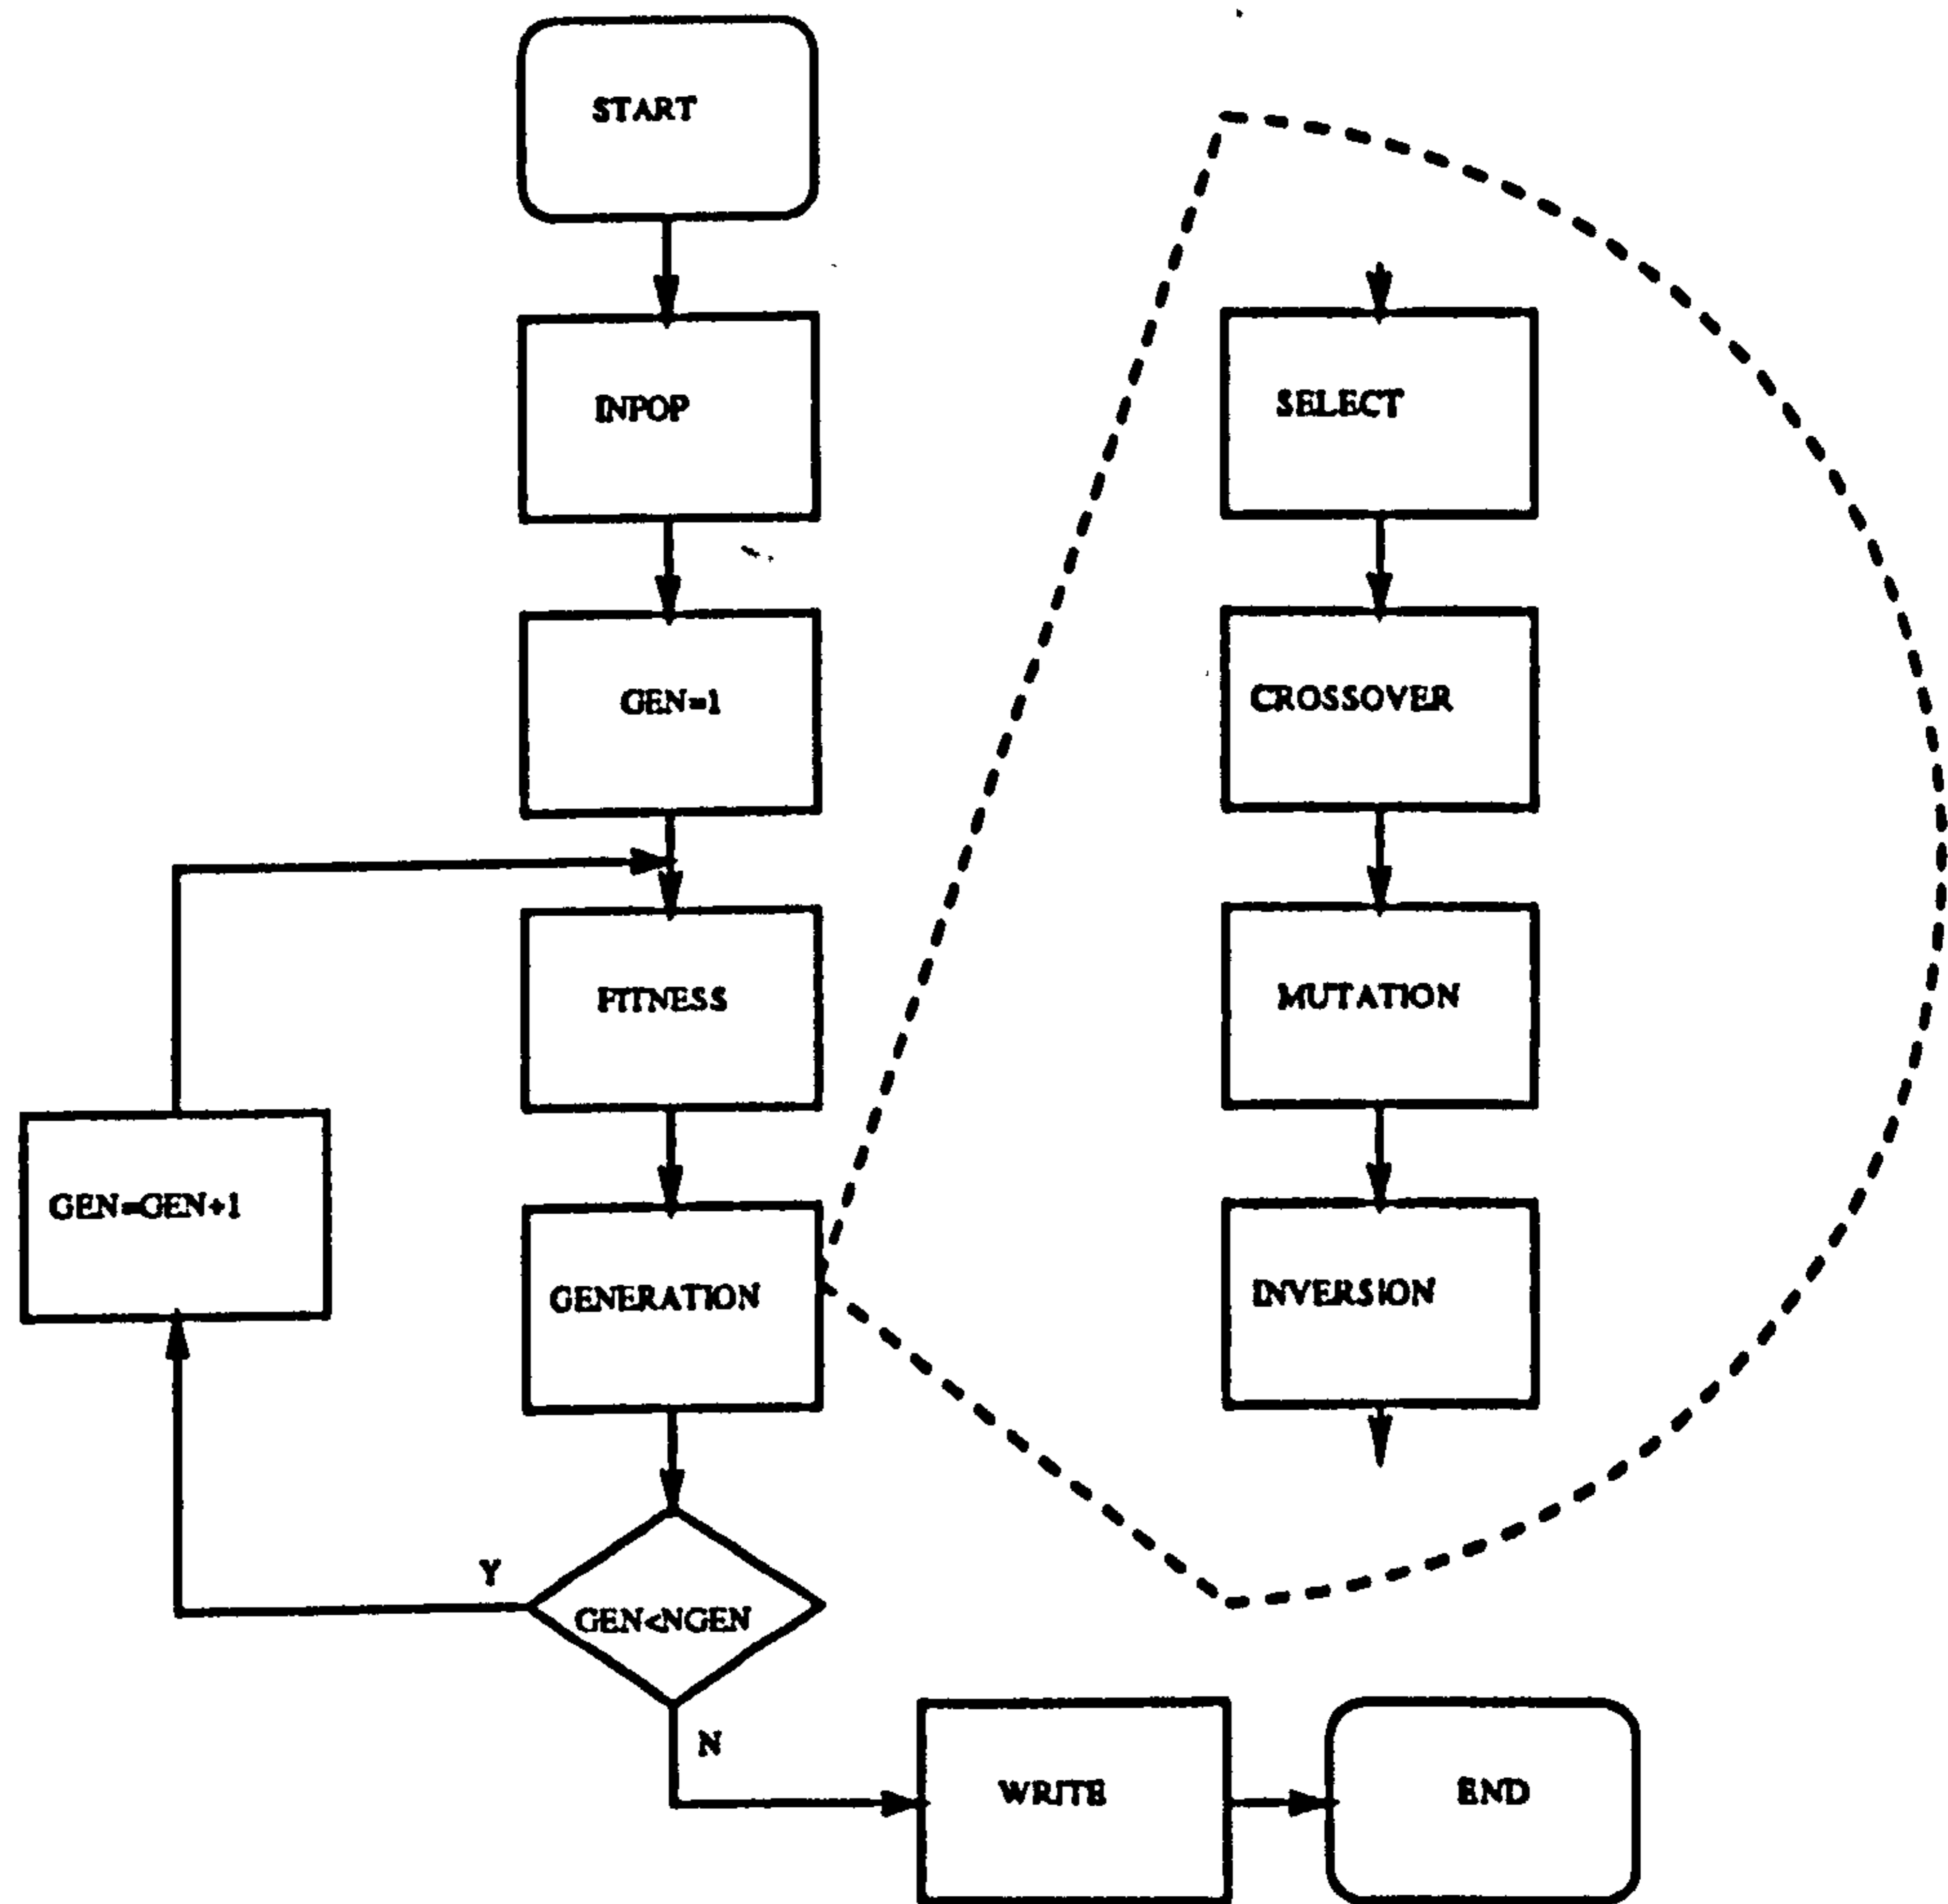 START
INPOP
GEN=1
FITNESS
GEN=GEN+1
GENERATION
Y
GEN<NGEN
N
WRITE
END
SELECT
CROSSOVER
MUTATION
INVERSION